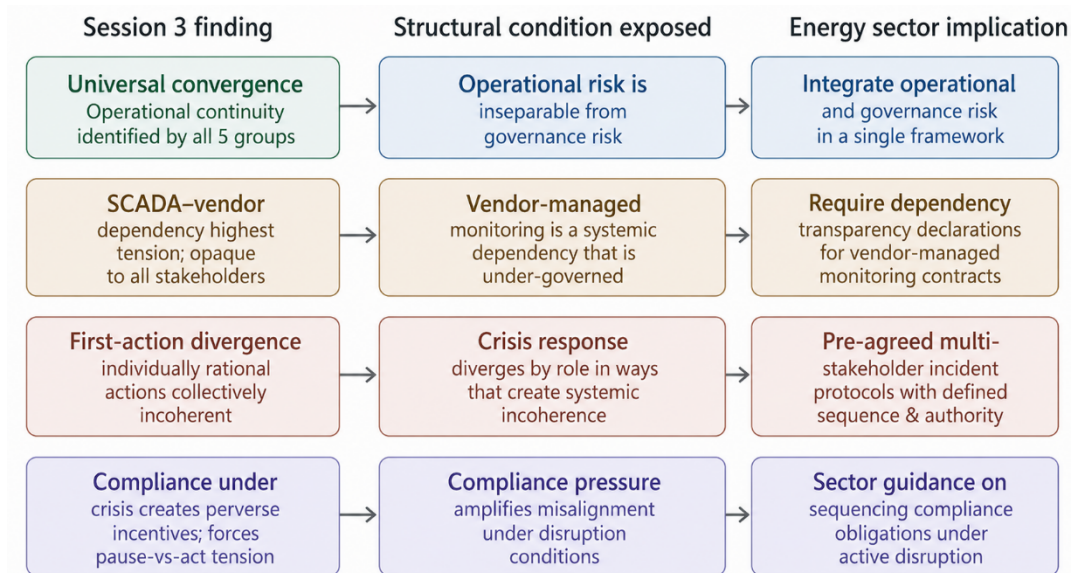 Session 3 finding
Structural condition exposed
Energy sector implication
Universal convergence
Operational continuity
identified by all 5 groups
Operational risk is
inseparable from
governance risk
Integrate operational
and governance risk
in a single framework
SCADA–vendor
dependency highest
tension; opaque
to all stakeholders
Vendor-managed
monitoring is a systemic
dependency that is
under-governed
Require dependency
transparency declarations
for vendor-managed
monitoring contracts
First-action divergence
individually rational
actions collectively
incoherent
Crisis response
diverges by role in ways
that create systemic
incoherence
Pre-agreed multi-
stakeholder incident
protocols with defined
sequence & authority
Compliance under
crisis creates perverse
incentives; forces
pause-vs-act tension
Compliance pressure
amplifies misalignment
under disruption
conditions
Sector guidance on
sequencing compliance
obligations under
active disruption